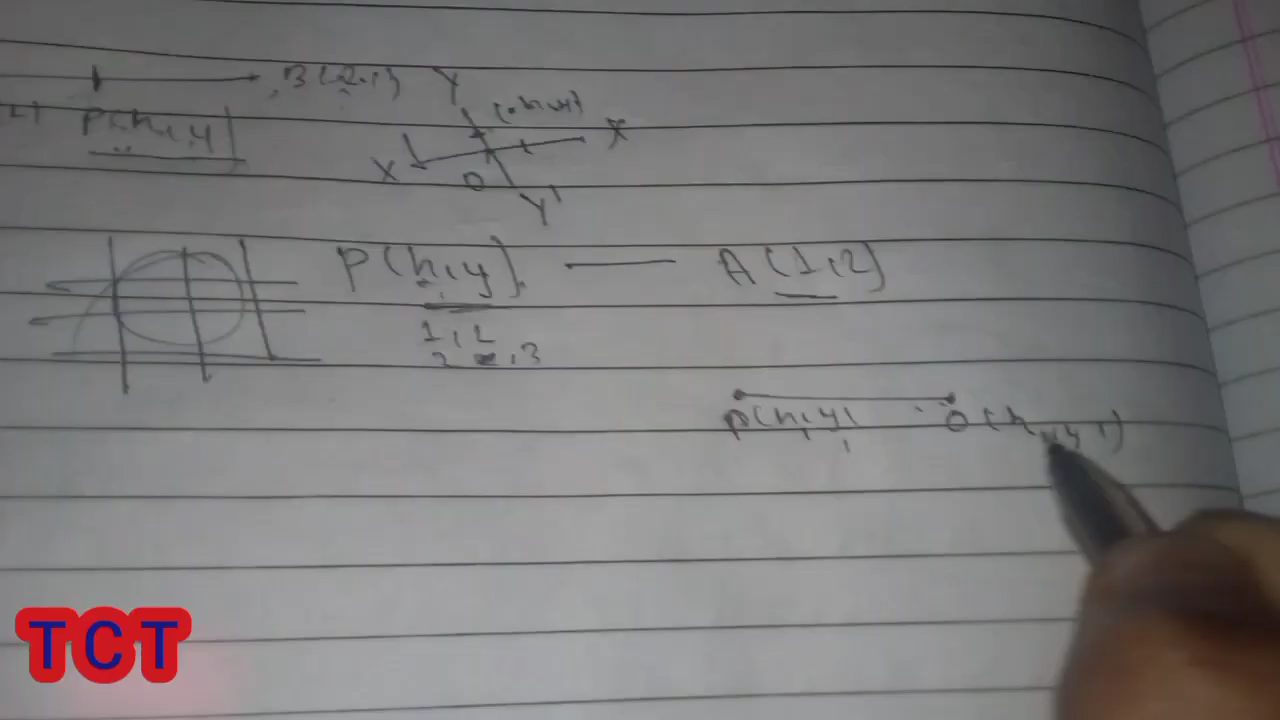 B(2,1) Y
P(x,y)
X X
O
Y'
P(x,y) A(1,2)
1,2
2,3
P(x,y) O(x,y
TCT